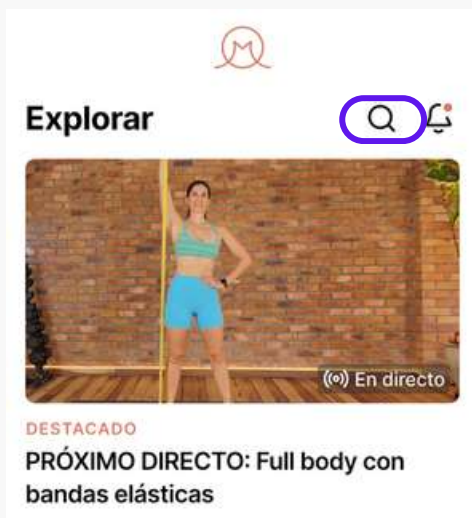 Explorar
En directo
DESTACADO
PRÓXIMO DIRECTO: Full body con
bandas elásticas